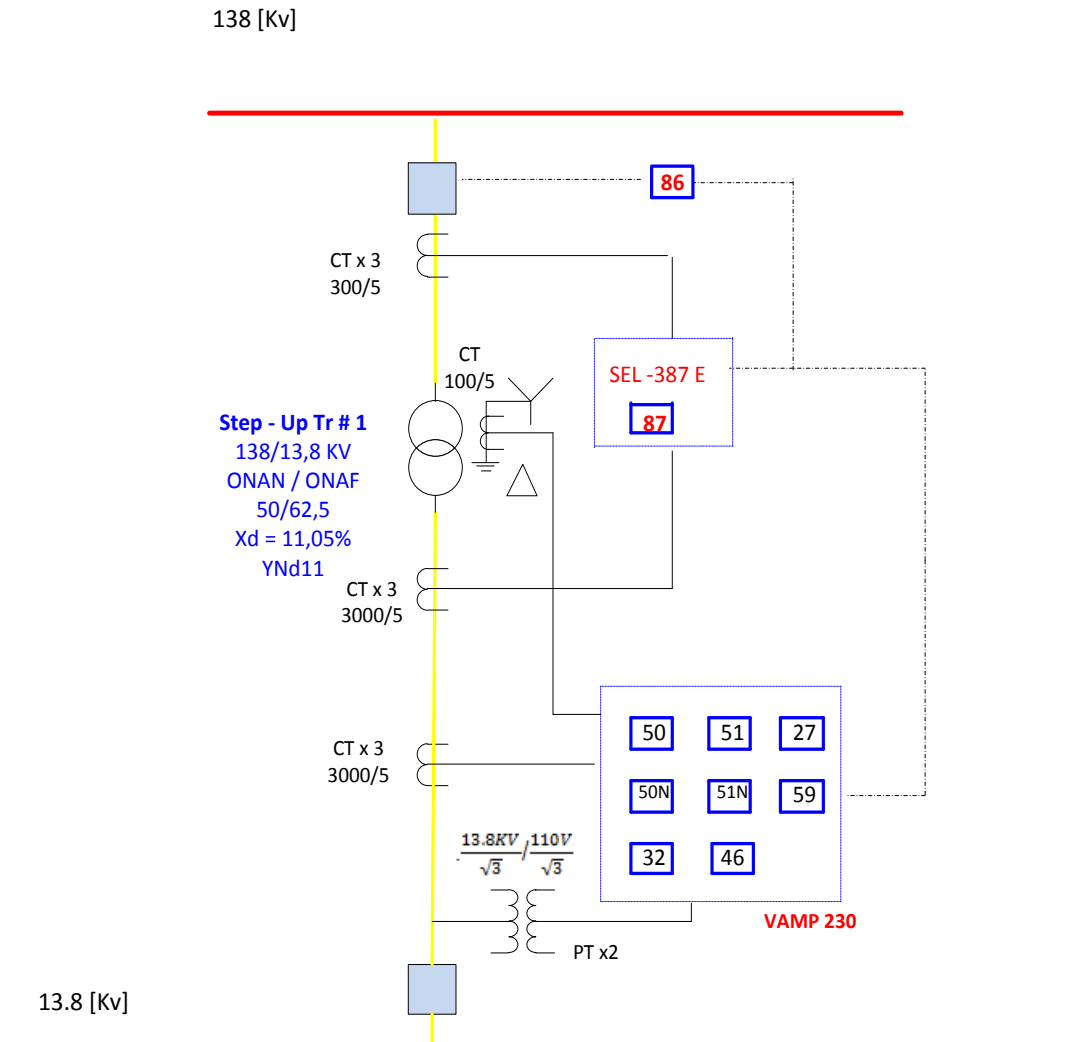 138 [Kv]
86
CT x 3
300/5
CT
100/5
SEL -387 E
87
Step - Up Tr # 1
138/13,8 KV
ONAN / ONAF
50/62,5
Xd = 11,05%
YNd11
CT x 3
3000/5
50
51
27
CT x 3
3000/5
50N
51N
59
32
46
13.8KV/√3 / 110V/√3
VAMP 230
PT x2
13.8 [Kv]